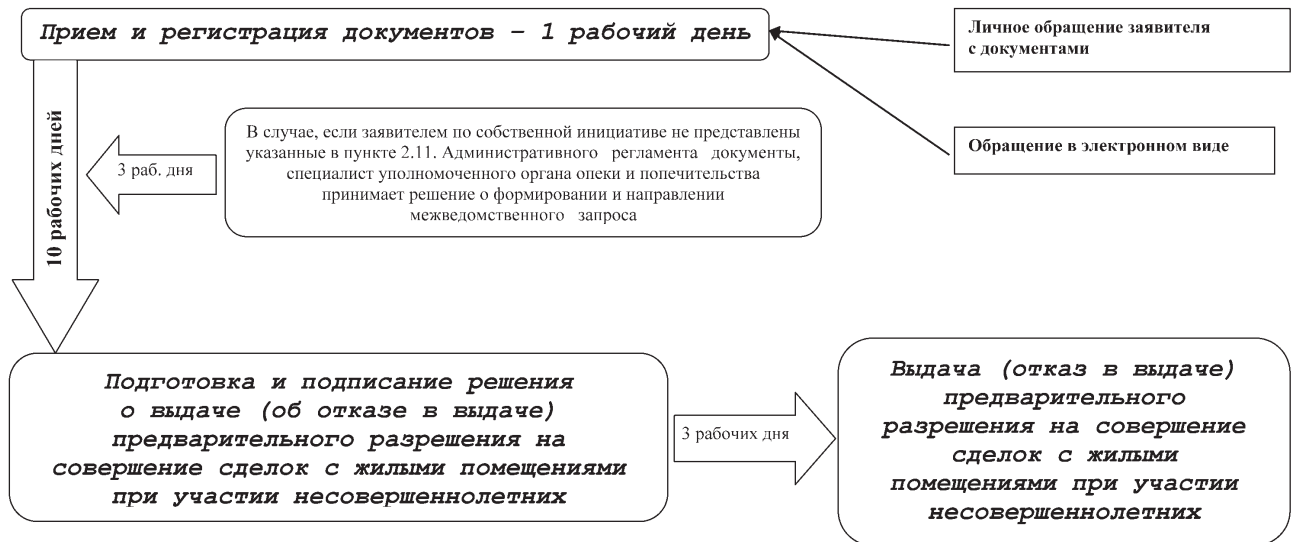 Прием и регистрация документов – 1 рабочий день
Личное обращение заявителя
с документами
Обращение в электронном виде
10 рабочих дней
3 раб. дня
В случае, если заявителем по собственной инициативе не представлены
указанные в пункте 2.11. Административного регламента документы,
специалист уполномоченного органа опеки и попечительства
принимает решение о формировании и направлении
межведомственного запроса
Подготовка и подписание решения
о выдаче (об отказе в выдаче)
предварительного разрешения на
совершение сделок с жилыми помещениями
при участии несовершеннолетних
3 рабочих дня
Выдача (отказ в выдаче)
предварительного
разрешения на совершение
сделок с жилыми
помещениями при участии
несовершеннолетних